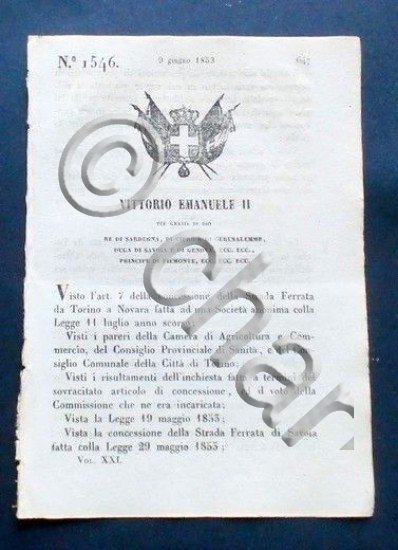 N.º 1546.
9 giugno 1853
647
VITTORIO EMANUELE II
PER GRAZIA DI DIO
RE DI SARDEGNA, DI CIPRO E DI GERUSALEMME,
DUCA DI SAVOIA E DI GENOVA, ECC. ECC.,
PRINCIPE DI PIEMONTE, ECC. ECC. ECC.
Visto l'art. 7 della concessione della Strada Ferrata
da Torino a Novara fatta ad una Società anonima colla
Legge 11 luglio anno scorso;
Visti i pareri della Camera di Agricoltura e Com-
mercio, del Consiglio Provinciale di Sanità, e del Con-
siglio Comunale della Città di Torino;
Visti i risultamenti dell'inchiesta fatta a termini del
sovracitato articolo di concessione, ed il voto della
Commissione che ne era incaricata;
Vista la Legge 19 maggio 1853;
Vista la concessione della Strada Ferrata di Savoia
fatta colla Legge 29 maggio 1853;
Vol. XXI.
© Shar